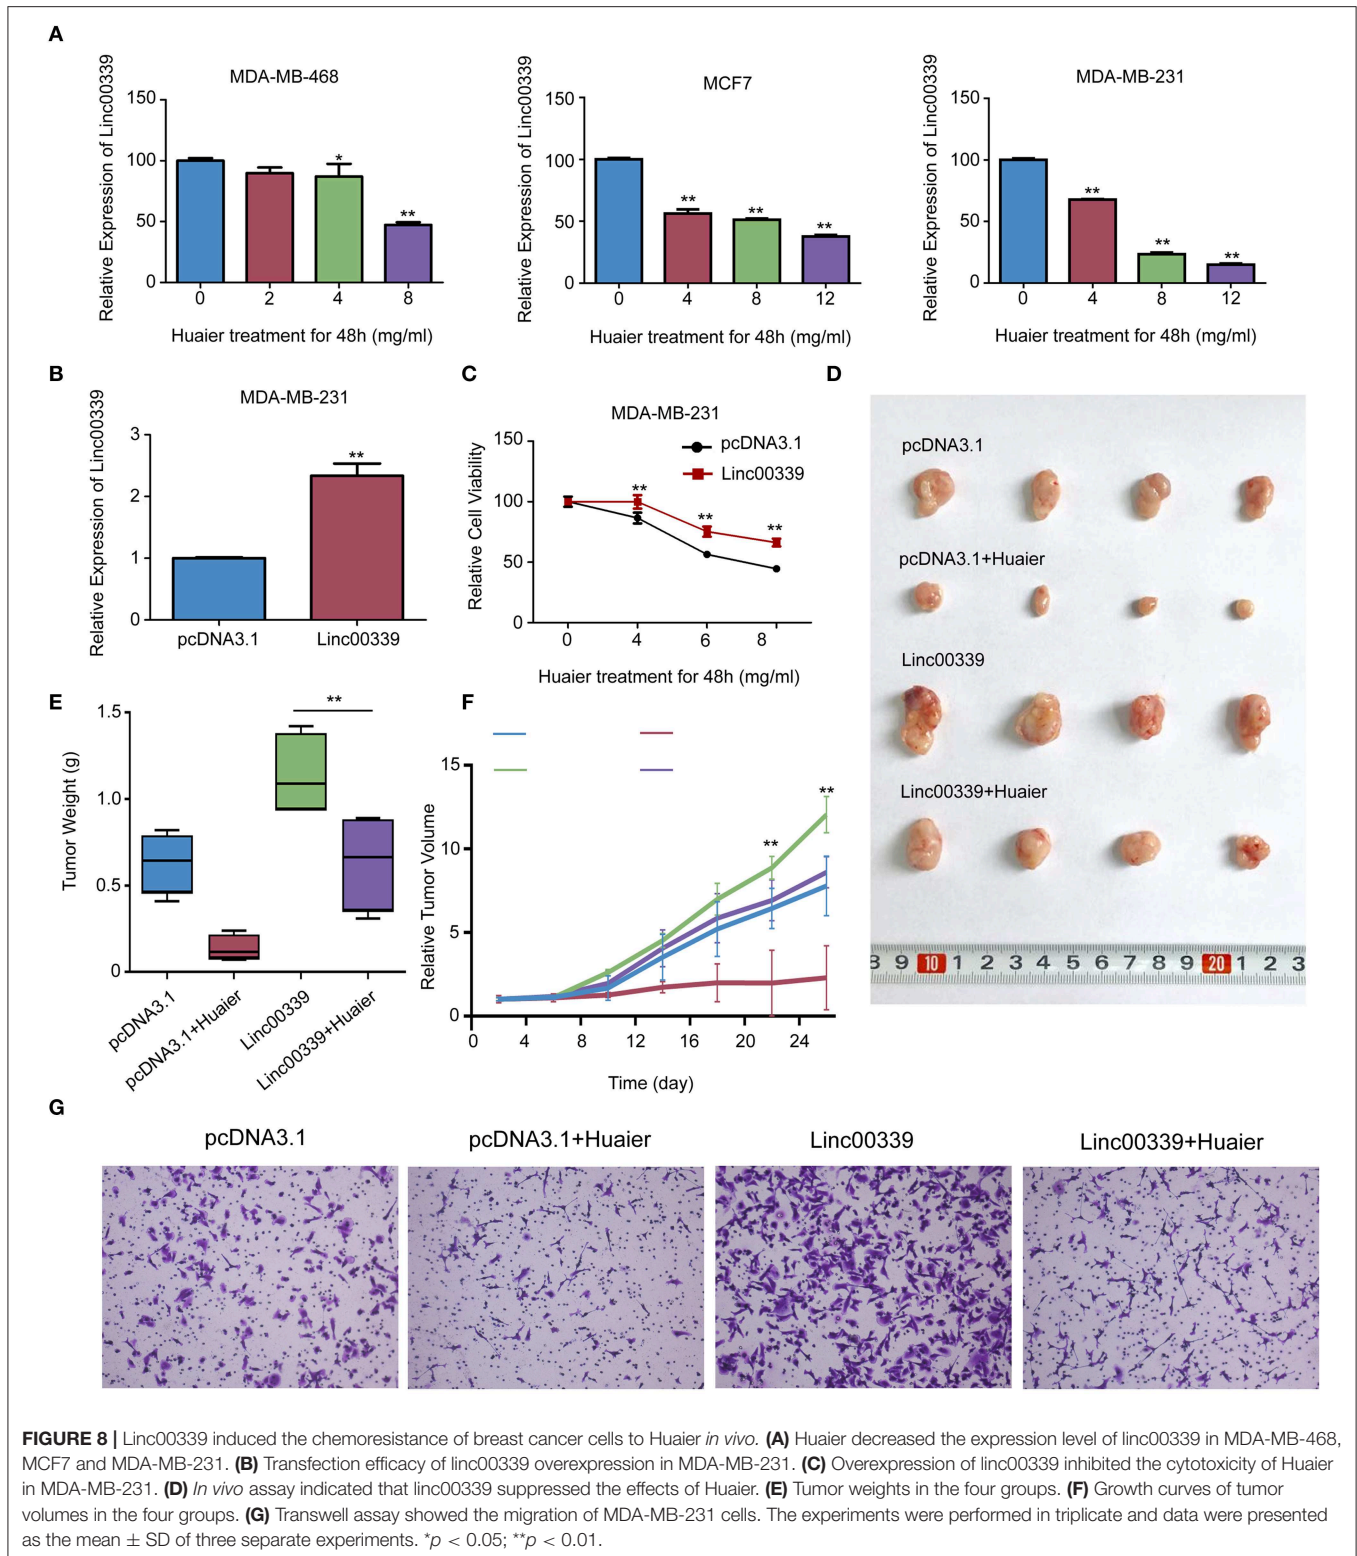 A
MDA-MB-468
Relative Expression of Linc00339
150
100
50
0
*
**
0 2 4 8
Huaier treatment for 48h (mg/ml)
MCF7
Relative Expression of Linc00339
150
100
50
0
**
**
**
0 4 8 12
Huaier treatment for 48h (mg/ml)
MDA-MB-231
Relative Expression of Linc00339
150
100
50
0
**
**
**
0 4 8 12
Huaier treatment for 48h (mg/ml)
B
MDA-MB-231
Relative Expression of Linc00339
3
2
1
0
**
pcDNA3.1 Linc00339
C
MDA-MB-231
Relative Cell Viability
150
100
50
0
pcDNA3.1
Linc00339
**
**
**
0 4 6 8
Huaier treatment for 48h (mg/ml)
D
pcDNA3.1
pcDNA3.1+Huaier
Linc00339
Linc00339+Huaier
8 9 10 1 2 3 4 5 6 7 8 9 20 1 2 3
E
Tumor Weight (g)
1.5
1.0
0.5
0
**
pcDNA3.1
pcDNA3.1+Huaier
Linc00339
Linc00339+Huaier
F
Relative Tumor Volume
15
10
5
0
**
**
0 4 8 12 16 20 24
Time (day)
G
pcDNA3.1 pcDNA3.1+Huaier Linc00339 Linc00339+Huaier
FIGURE 8 | Linc00339 induced the chemoresistance of breast cancer cells to Huaier in vivo. (A) Huaier decreased the expression level of linc00339 in MDA-MB-468,
MCF7 and MDA-MB-231. (B) Transfection efficacy of linc00339 overexpression in MDA-MB-231. (C) Overexpression of linc00339 inhibited the cytotoxicity of Huaier
in MDA-MB-231. (D) In vivo assay indicated that linc00339 suppressed the effects of Huaier. (E) Tumor weights in the four groups. (F) Growth curves of tumor
volumes in the four groups. (G) Transwell assay showed the migration of MDA-MB-231 cells. The experiments were performed in triplicate and data were presented
as the mean ± SD of three separate experiments. *p < 0.05; **p < 0.01.